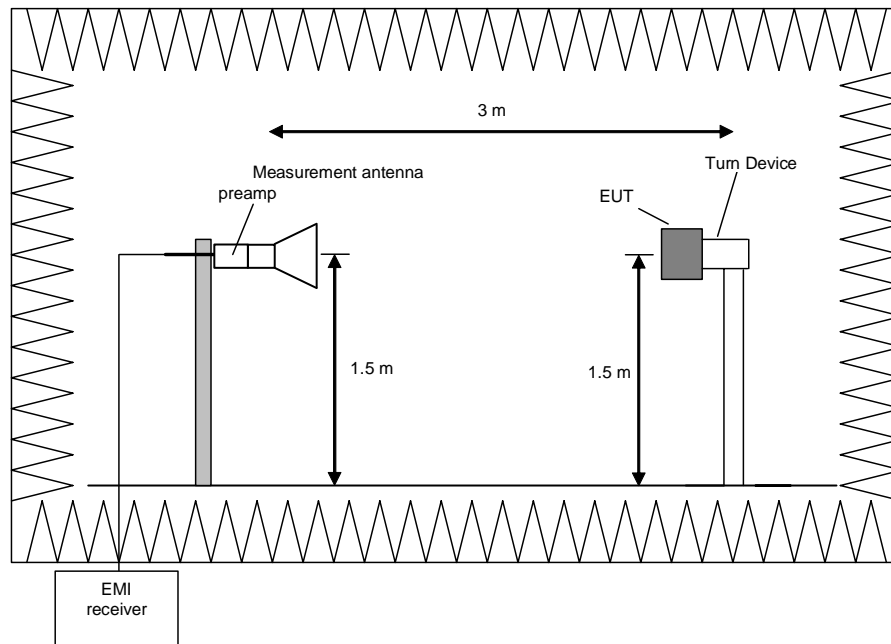 3 m
Measurement antenna
preamp
Turn Device
EUT
1.5 m
1.5 m
EMI
receiver